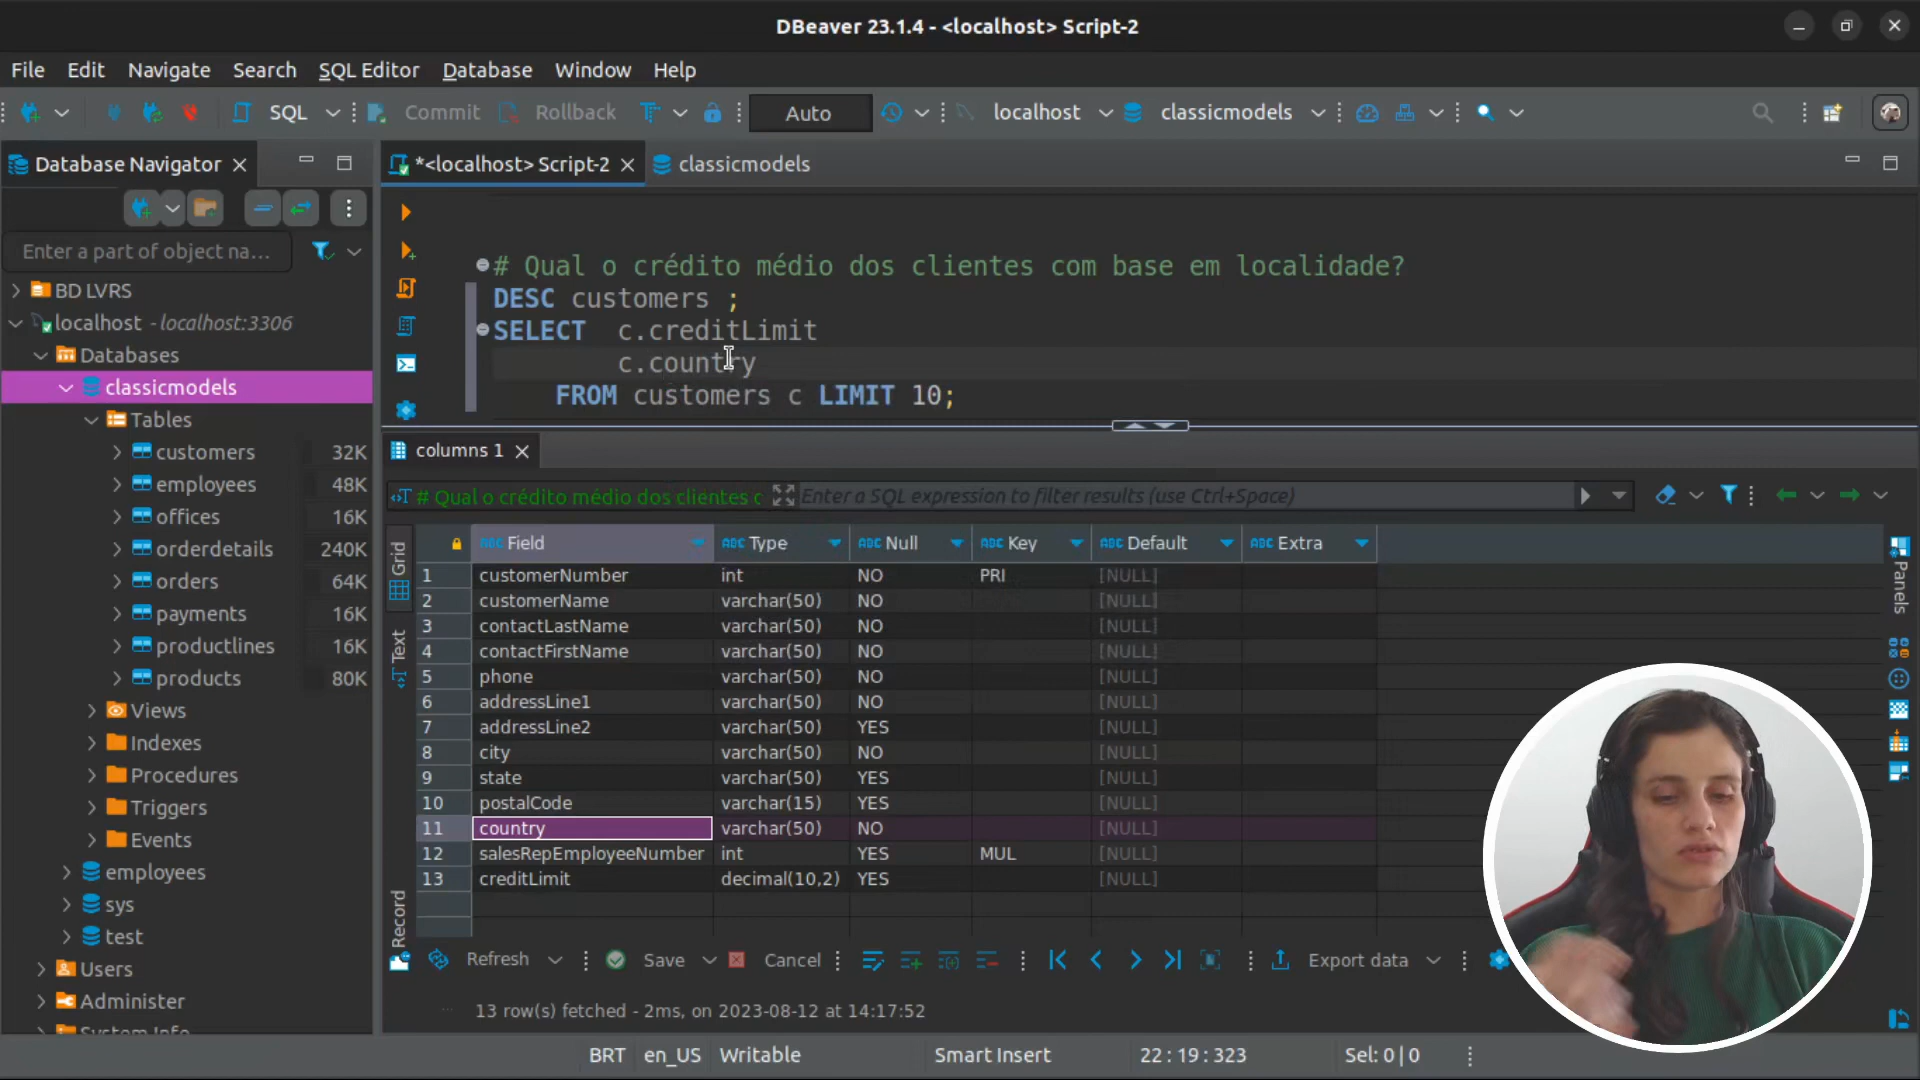 DBeaver 23.1.4 - <localhost> Script-2
File Edit Navigate Search SQL Editor Database Window Help
SQL Commit Rollback Auto localhost classicmodels
Database Navigator
*<localhost> Script-2 classicmodels
Enter a part of object na...
BD LVRS
localhost - localhost:3306
Databases
classicmodels
Tables
customers 32K
employees 48K
offices 16K
orderdetails 240K
orders 64K
payments 16K
productlines 16K
products 80K
Views
Indexes
Procedures
Triggers
Events
employees
sys
test
Users
Administer
System Info
# Qual o crédito médio dos clientes com base em localidade?
DESC customers ;
SELECT c.creditLimit
c.country
FROM customers c LIMIT 10;
columns 1
# Qual o crédito médio dos clientes c Enter a SQL expression to filter results (use Ctrl+Space)
Grid
Text
Record
Panels
ABC Field ABC Type ABC Null ABC Key ABC Default ABC Extra
1 customerNumber int NO PRI [NULL]
2 customerName varchar(50) NO [NULL]
3 contactLastName varchar(50) NO [NULL]
4 contactFirstName varchar(50) NO [NULL]
5 phone varchar(50) NO [NULL]
6 addressLine1 varchar(50) NO [NULL]
7 addressLine2 varchar(50) YES [NULL]
8 city varchar(50) NO [NULL]
9 state varchar(50) YES [NULL]
10 postalCode varchar(15) YES [NULL]
11 country varchar(50) NO [NULL]
12 salesRepEmployeeNumber int YES MUL [NULL]
13 creditLimit decimal(10,2) YES [NULL]
Refresh Save Cancel Export data
13 row(s) fetched - 2ms, on 2023-08-12 at 14:17:52
BRT en_US Writable Smart Insert 22 : 19 : 323 Sel: 0 | 0